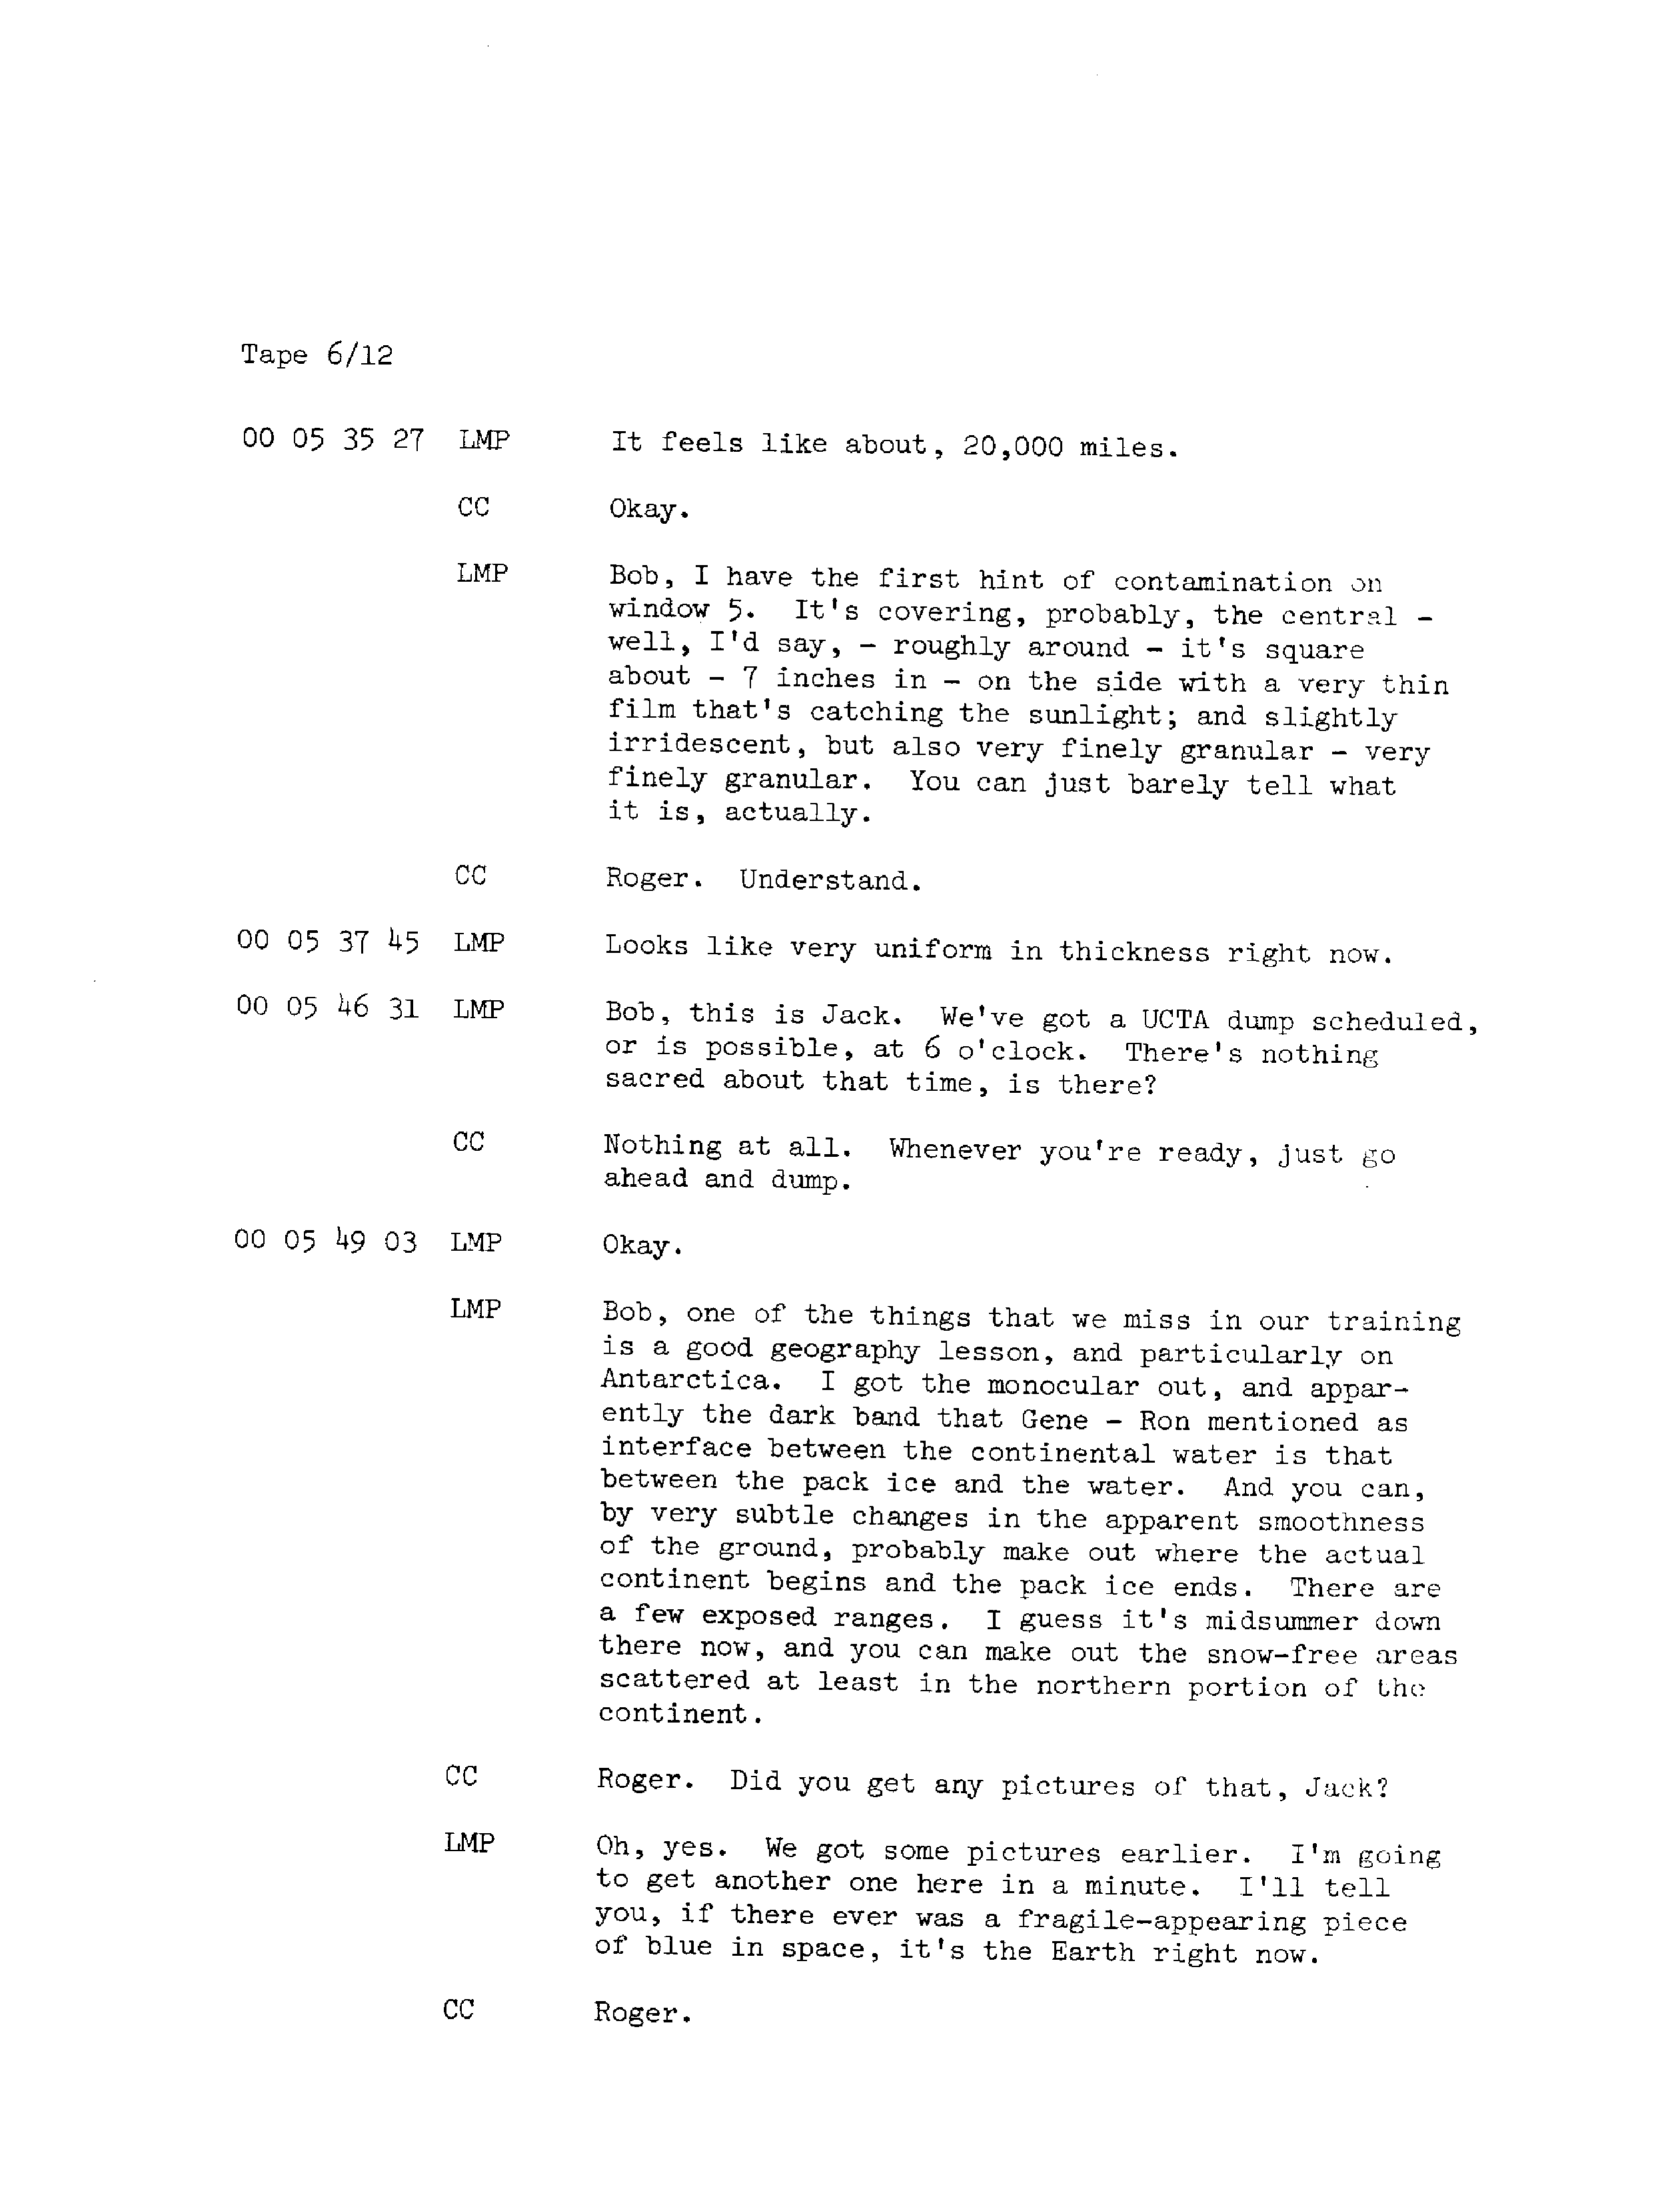 Tape 6/12
00 05 35 27 LMP It feels like about, 20,000 miles.
CC Okay.
LMP Bob, I have the first hint of contamination on
window 5. It's covering, probably, the central -
well, I'd say, - roughly around - it's square
about - 7 inches in - on the side with a very thin
film that's catching the sunlight; and slightly
irridescent, but also very finely granular - very
finely granular. You can just barely tell what
it is, actually.
CC Roger. Understand.
00 05 37 45 LMP Looks like very uniform in thickness right now.
00 05 46 31 LMP Bob, this is Jack. We've got a UCTA dump scheduled,
or is possible, at 6 o'clock. There's nothing
sacred about that time, is there?
CC Nothing at all. Whenever you're ready, just go
ahead and dump.
00 05 49 03 LMP Okay.
LMP Bob, one of the things that we miss in our training
is a good geography lesson, and particularly on
Antarctica. I got the monocular out, and appar-
ently the dark band that Gene - Ron mentioned as
interface between the continental water is that
between the pack ice and the water. And you can,
by very subtle changes in the apparent smoothness
of the ground, probably make out where the actual
continent begins and the pack ice ends. There are
a few exposed ranges. I guess it's midsummer down
there now, and you can make out the snow-free areas
scattered at least in the northern portion of the
continent.
CC Roger. Did you get any pictures of that, Jack?
LMP Oh, yes. We got some pictures earlier. I'm going
to get another one here in a minute. I'll tell
you, if there ever was a fragile-appearing piece
of blue in space, it's the Earth right now.
CC Roger.